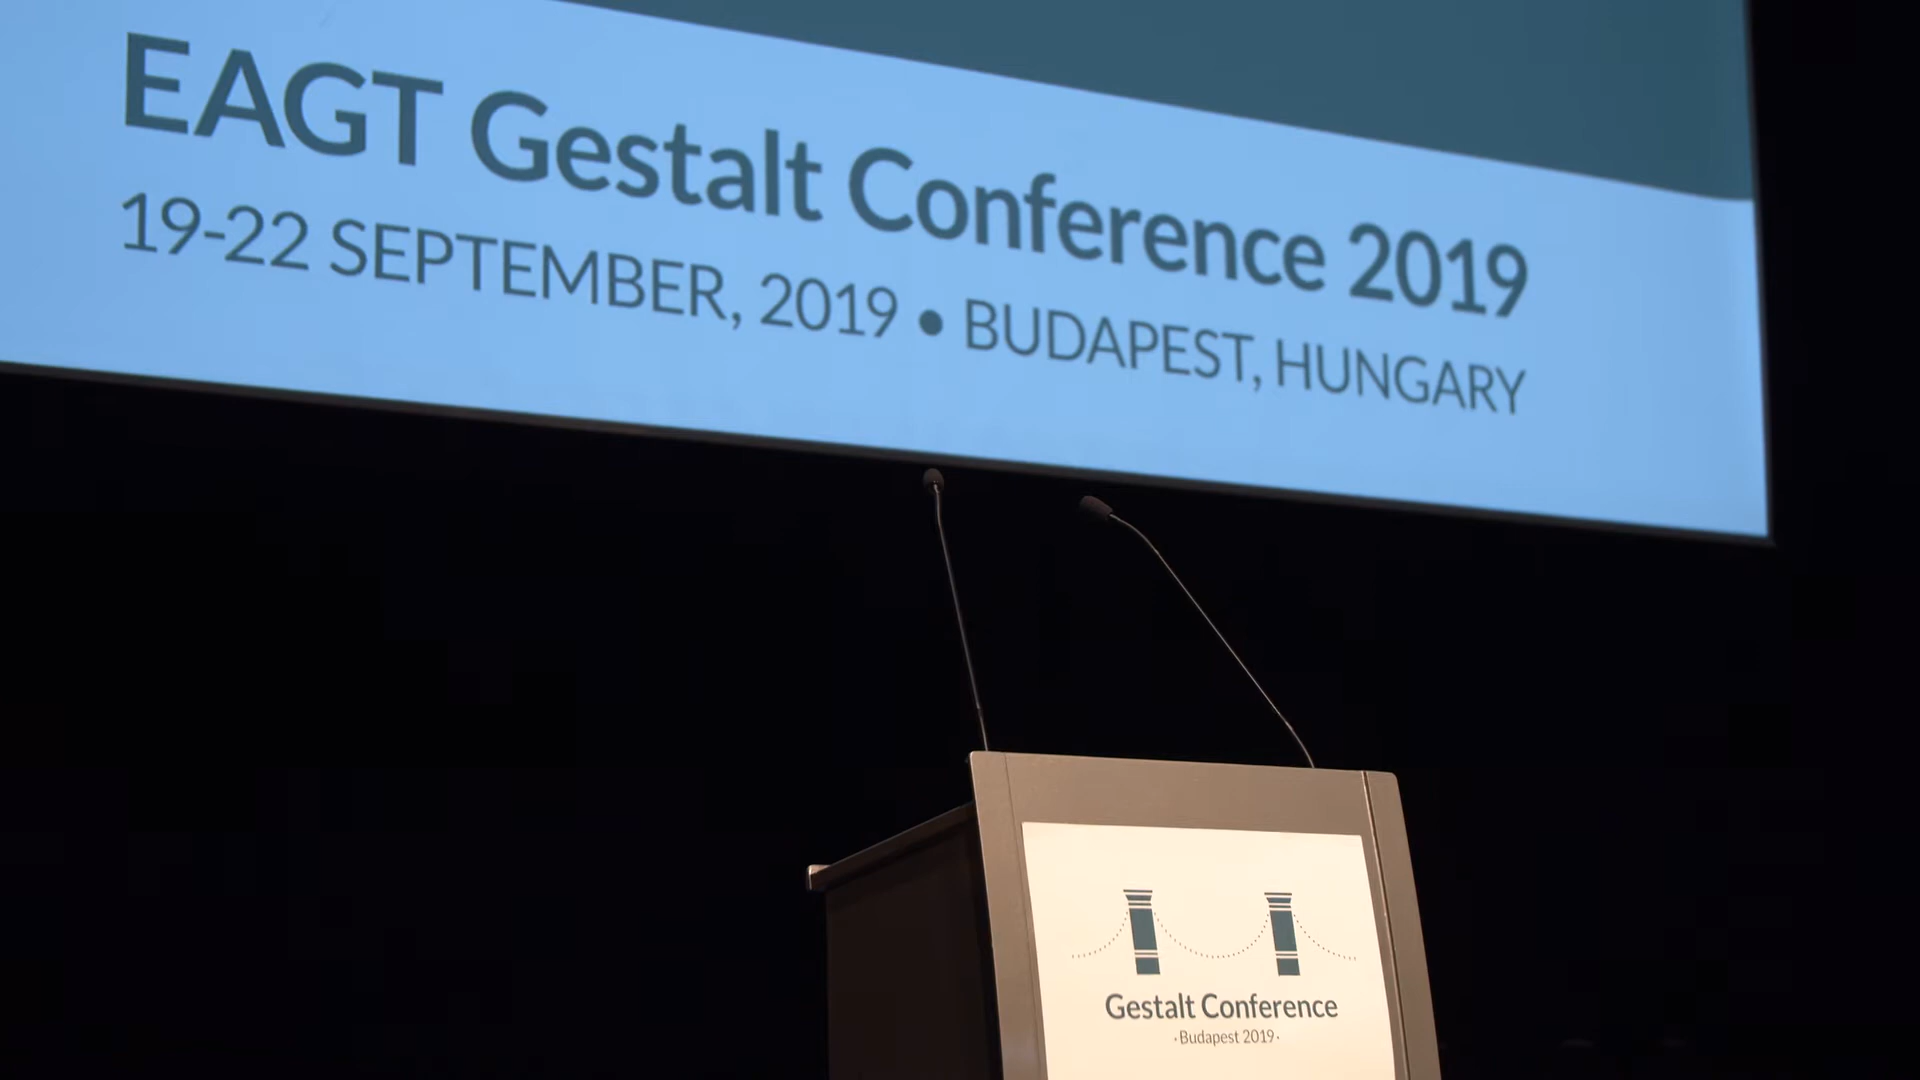 EAGT Gestalt Conference 2019
19-22 SEPTEMBER, 2019 • BUDAPEST, HUNGARY
Gestalt Conference
·Budapest 2019·